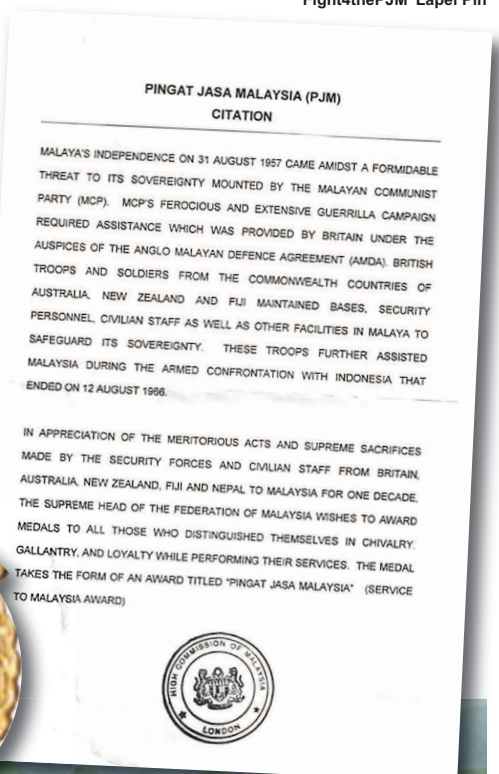 Fight4thePJM Lapel Pin
PINGAT JASA MALAYSIA (PJM)
CITATION
MALAYA'S INDEPENDENCE ON 31 AUGUST 1957 CAME AMIDST A FORMIDABLE
THREAT TO ITS SOVEREIGNTY MOUNTED BY THE MALAYAN COMMUNIST
PARTY (MCP). MCP'S FEROCIOUS AND EXTENSIVE GUERRILLA CAMPAIGN
REQUIRED ASSISTANCE WHICH WAS PROVIDED BY BRITAIN UNDER THE
AUSPICES OF THE ANGLO MALAYAN DEFENCE AGREEMENT (AMDA). BRITISH
TROOPS AND SOLDIERS FROM THE COMMONWEALTH COUNTRIES OF
AUSTRALIA, NEW ZEALAND AND FIJI MAINTAINED BASES, SECURITY
PERSONNEL, CIVILIAN STAFF AS WELL AS OTHER FACILITIES IN MALAYA TO
SAFEGUARD ITS SOVEREIGNTY. THESE TROOPS FURTHER ASSISTED
MALAYSIA DURING THE ARMED CONFRONTATION WITH INDONESIA THAT
ENDED ON 12 AUGUST 1966.
IN APPRECIATION OF THE MERITORIOUS ACTS AND SUPREME SACRIFICES
MADE BY THE SECURITY FORCES AND CIVILIAN STAFF FROM BRITAIN,
AUSTRALIA, NEW ZEALAND, FIJI AND NEPAL TO MALAYSIA FOR ONE DECADE,
THE SUPREME HEAD OF THE FEDERATION OF MALAYSIA WISHES TO AWARD
MEDALS TO ALL THOSE WHO DISTINGUISHED THEMSELVES IN CHIVALRY,
GALLANTRY, AND LOYALTY WHILE PERFORMING THEIR SERVICES. THE MEDAL
TAKES THE FORM OF AN AWARD TITLED "PINGAT JASA MALAYSIA" (SERVICE
TO MALAYSIA AWARD)
HIGH COMMISSION OF MALAYSIA
LONDON